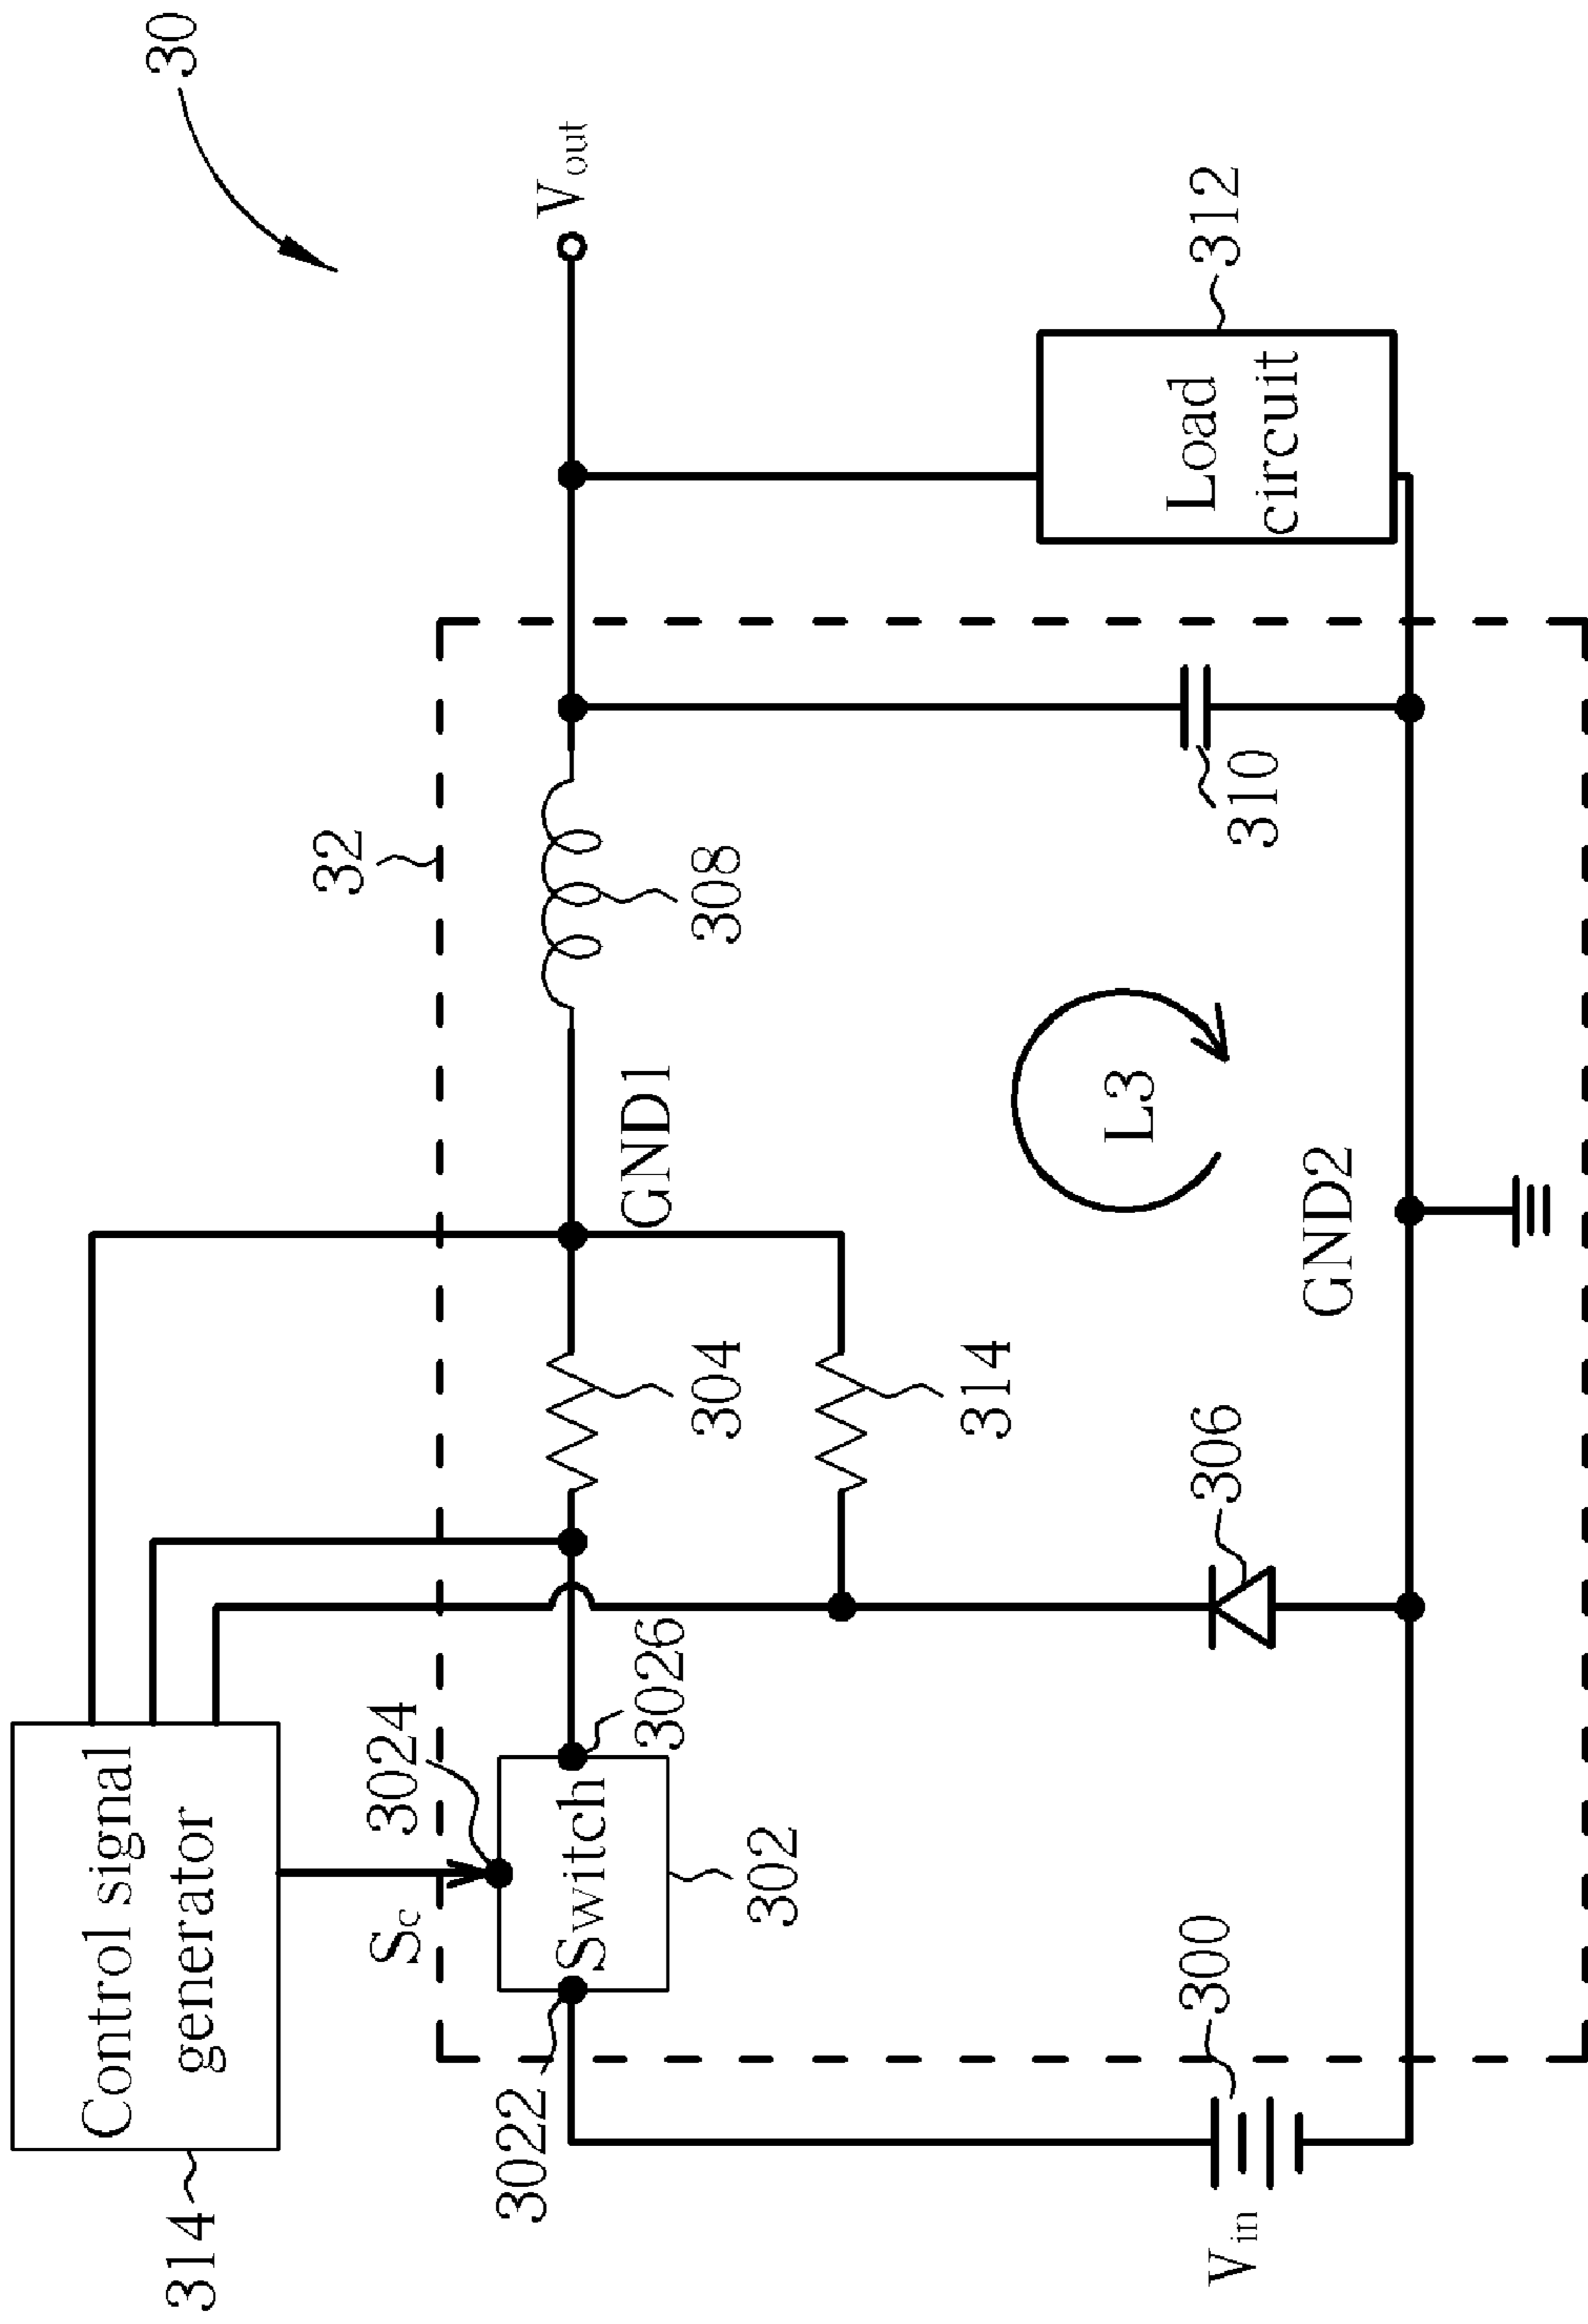 30
314
Control signal
generator
Sc
3024
32
3022
Switch
3026
302
304
GND1
308
Vout
314
L3
310
Load
circuit
312
306
GND2
Vin
300